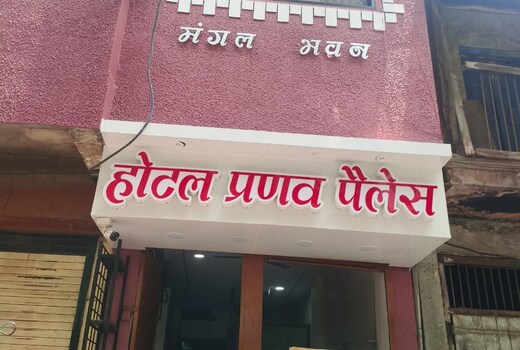 मंगल भवन
होटल प्रणव पैलेस